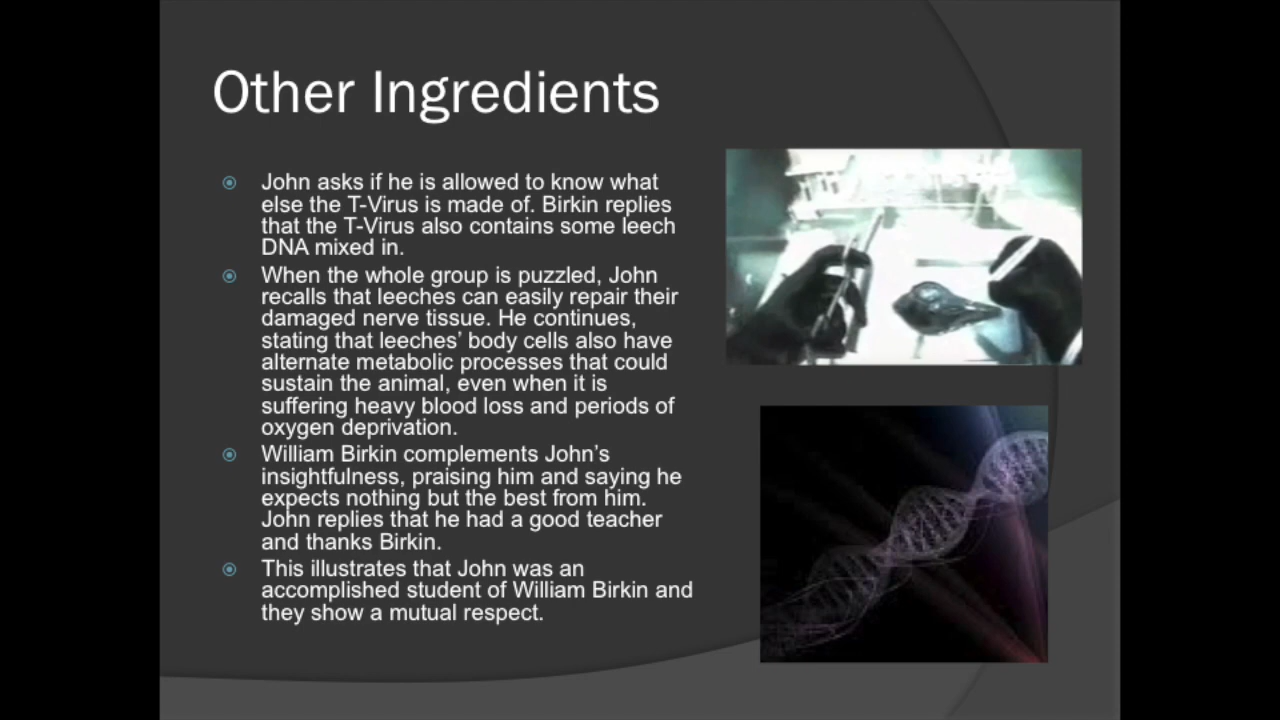 Other Ingredients
John asks if he is allowed to know what
else the T-Virus is made of. Birkin replies
that the T-Virus also contains some leech
DNA mixed in.
When the whole group is puzzled, John
recalls that leeches can easily repair their
damaged nerve tissue. He continues,
stating that leeches’ body cells also have
alternate metabolic processes that could
sustain the animal, even when it is
suffering heavy blood loss and periods of
oxygen deprivation.
William Birkin complements John’s
insightfulness, praising him and saying he
expects nothing but the best from him.
John replies that he had a good teacher
and thanks Birkin.
This illustrates that John was an
accomplished student of William Birkin and
they show a mutual respect.